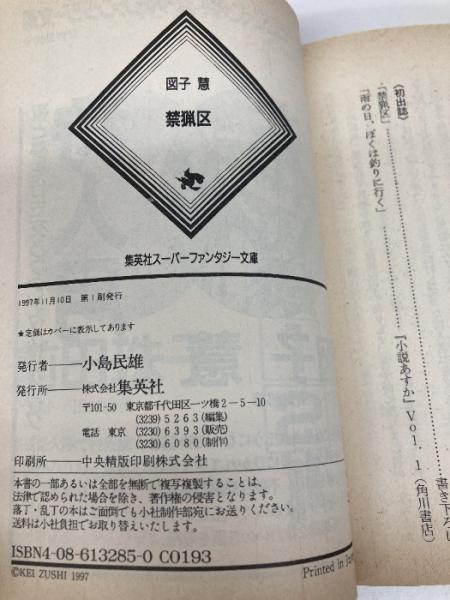 図子 慧
禁猟区
集英社スーパーファンタジー文庫
1997年11月10日 第1刷発行
★定価はカバーに表示してあります
発行者――小島民雄
発行所――株式会社集英社
〒101-50 東京都千代田区一ツ橋2-5-10
(3239)5263(編集)
電話 東京 (3230)6393(販売)
(3230)6080(制作)
印刷所――中央精版印刷株式会社
本書の一部あるいは全部を無断で複写複製することは、
法律で認められた場合を除き、著作権の侵害となります。
落丁・乱丁の本はご面倒でも小社制作部宛にお送りください。
送料は小社負担でお取り替えいたします。
ISBN4-08-613285-0 C0193
©KEI ZUSHI 1997
Printed in Ja
〈初出誌〉
「禁猟区」……書き下ろし
「雨の日、ぼくは釣りに行く」……『小説あすか』Vol.1(角川書店)